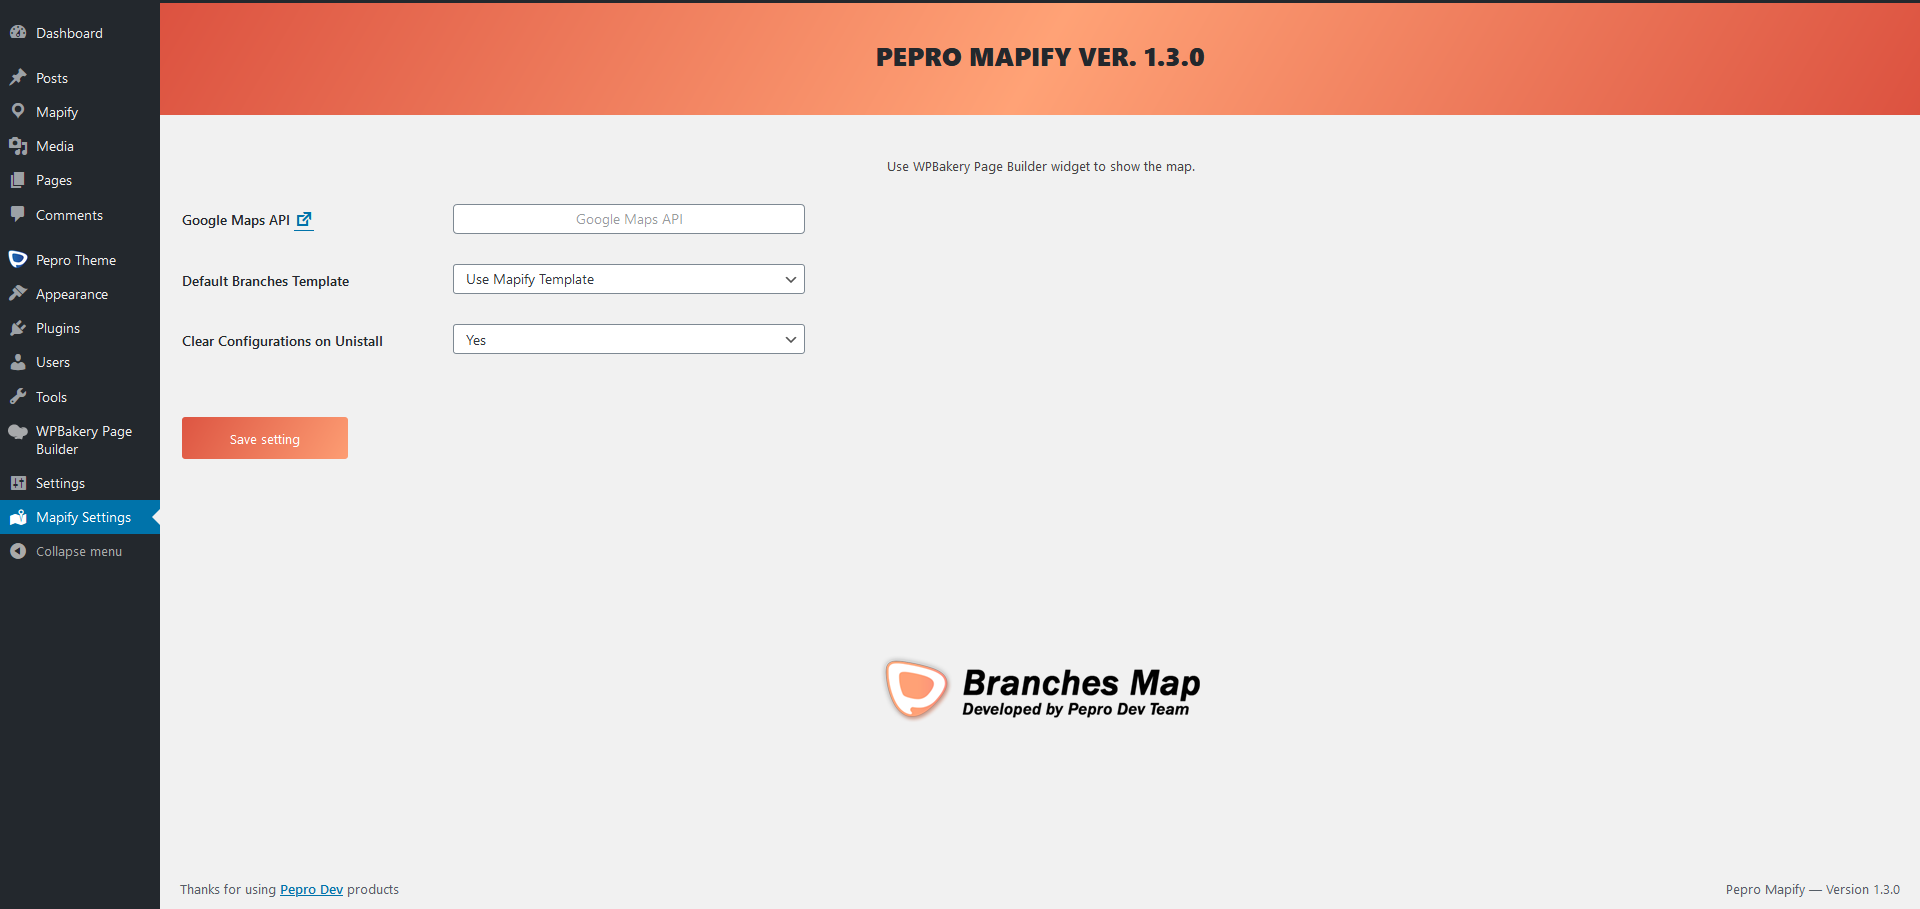 Dashboard
Posts
Mapify
Media
Pages
Comments
Pepro Theme
Appearance
Plugins
Users
Tools
WPBakery Page
Builder
Settings
Mapify Settings
Collapse menu
PEPRO MAPIFY VER. 1.3.0
Use WPBakery Page Builder widget to show the map.
Google Maps API
Google Maps API
Default Branches Template
Use Mapify Template
Clear Configurations on Unistall
Yes
Save setting
Branches Map
Developed by Pepro Dev Team
Thanks for using Pepro Dev products
Pepro Mapify — Version 1.3.0